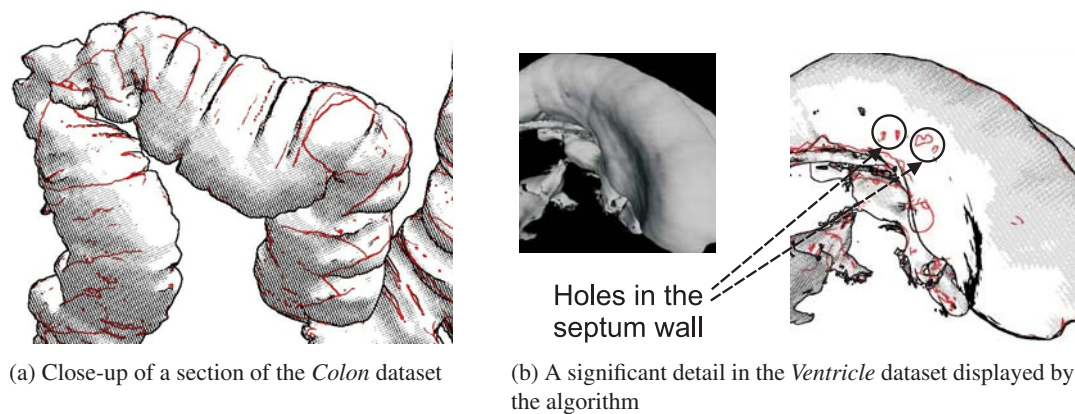 Holes in the
septum wall
(a) Close-up of a section of the Colon dataset
(b) A significant detail in the Ventricle dataset displayed by
the algorithm